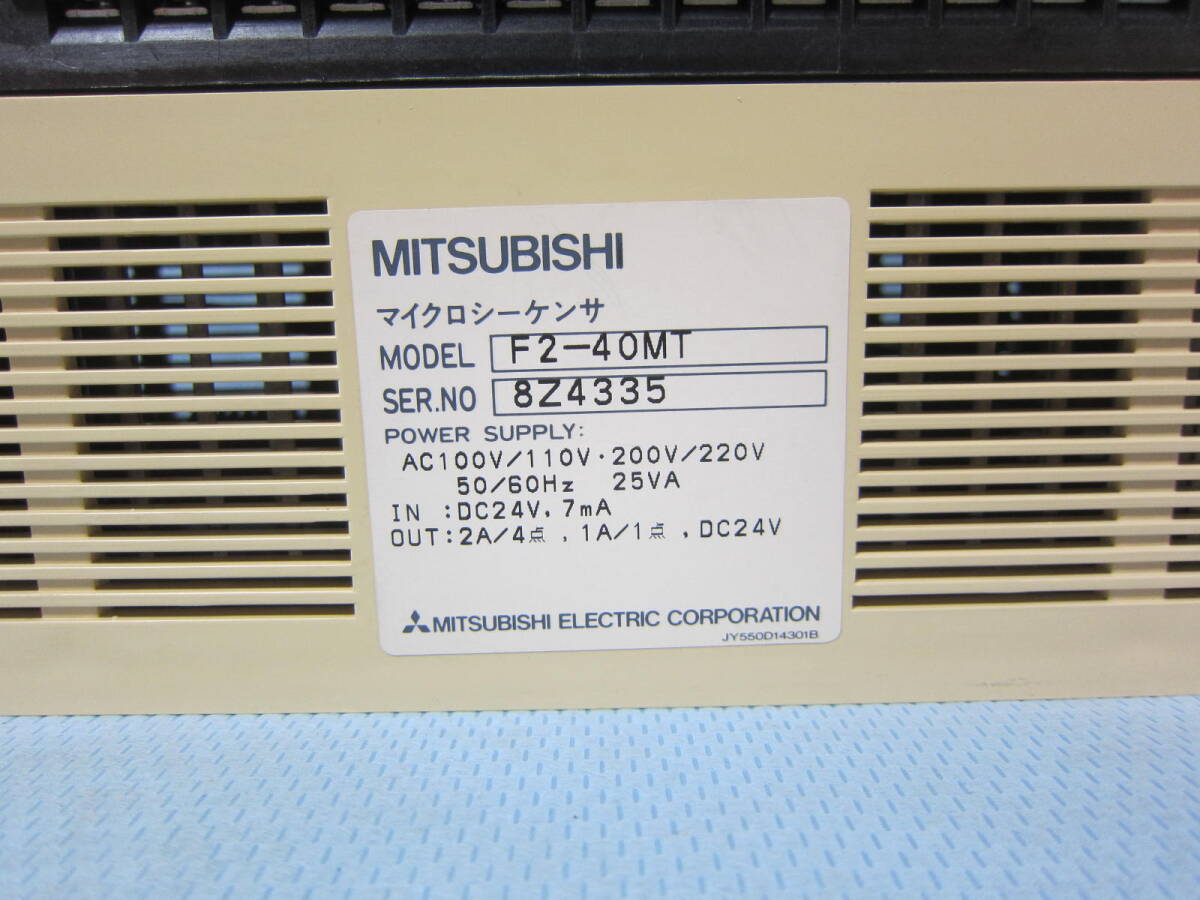 MITSUBISHI
マイクロシーケンサ
MODEL F2-40MT
SER.NO 8Z4335
POWER SUPPLY:
AC100V/110V・200V/220V
50/60Hz 25VA
IN :DC24V, 7mA
OUT:2A/4点, 1A/1点, DC24V
MITSUBISHI ELECTRIC CORPORATION
JY550D14301B